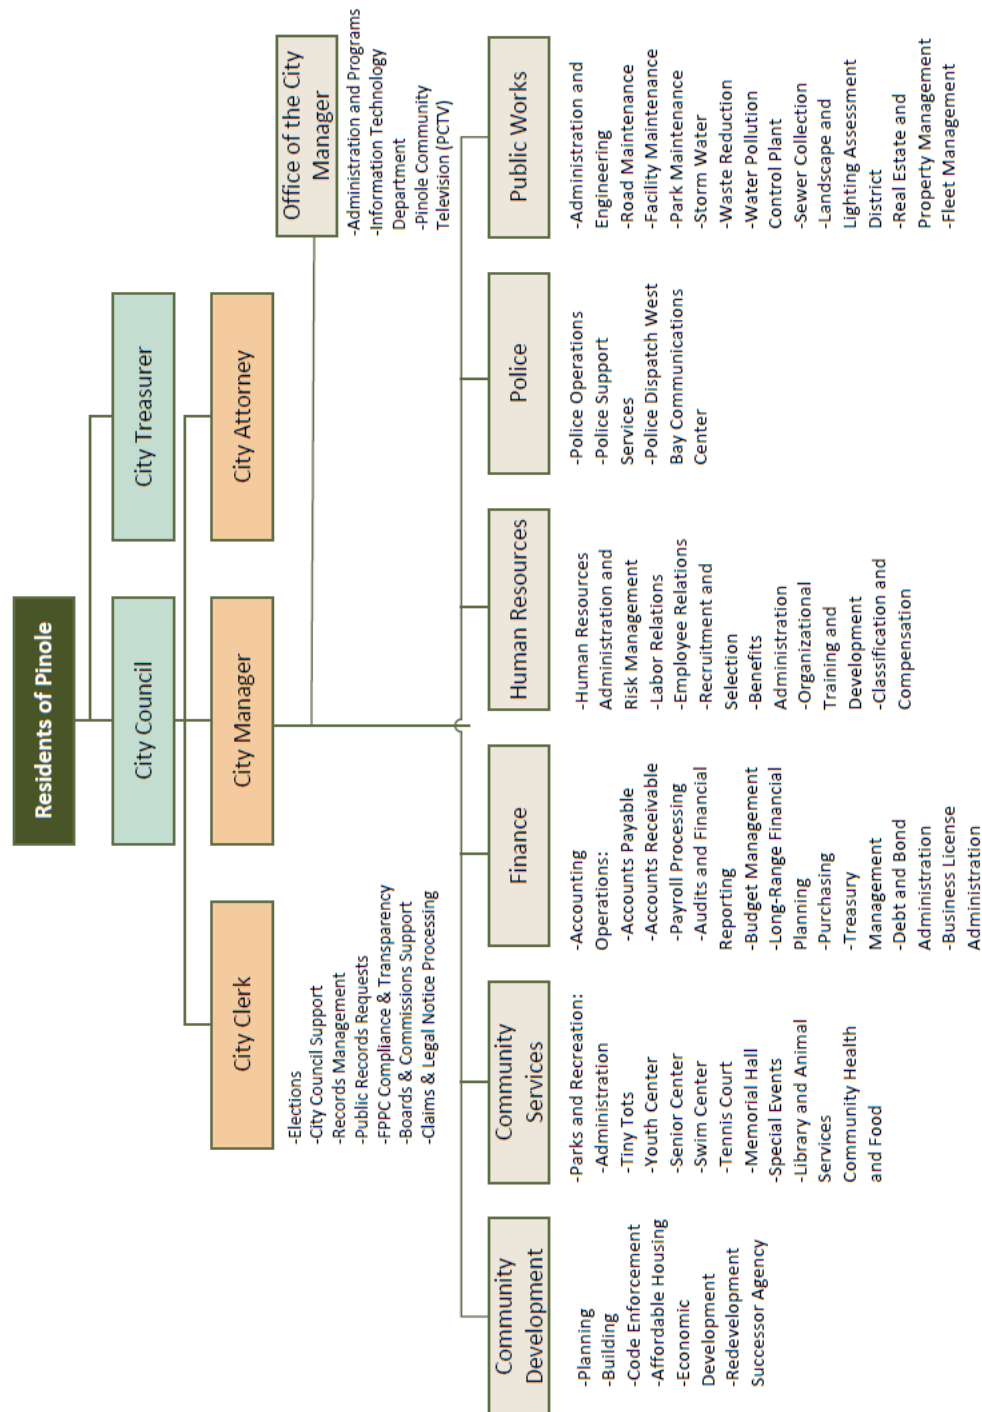 Residents of Pinole
City Council
City Treasurer
City Clerk
City Manager
City Attorney
-Elections
-City Council Support
-Records Management
-Public Records Requests
-FPPC Compliance & Transparency
-Boards & Commissions Support
-Claims & Legal Notice Processing
Office of the City
Manager
-Administration and Programs
-Information Technology
Department
-Pinole Community
Television (PCTV)
Community
Development
-Planning
-Building
-Code Enforcement
-Affordable Housing
-Economic
Development
-Redevelopment
Successor Agency
Community
Services
-Parks and Recreation:
-Administration
-Tiny Tots
-Youth Center
-Senior Center
-Swim Center
-Tennis Court
-Memorial Hall
-Special Events
-Library and Animal
Services
Community Health
and Food
Finance
-Accounting
Operations:
-Accounts Payable
-Accounts Receivable
-Payroll Processing
-Audits and Financial
Reporting
-Budget Management
-Long-Range Financial
Planning
-Purchasing
-Treasury
Management
-Debt and Bond
Administration
-Business License
Administration
Human Resources
-Human Resources
Administration and
Risk Management
-Labor Relations
-Employee Relations
-Recruitment and
Selection
-Benefits
Administration
-Organizational
Training and
Development
-Classification and
Compensation
Police
-Police Operations
-Police Support
Services
-Police Dispatch West
Bay Communications
Center
Public Works
-Administration and
Engineering
-Road Maintenance
-Facility Maintenance
-Park Maintenance
-Storm Water
-Waste Reduction
-Water Pollution
Control Plant
-Sewer Collection
-Landscape and
Lighting Assessment
District
-Real Estate and
Property Management
-Fleet Management